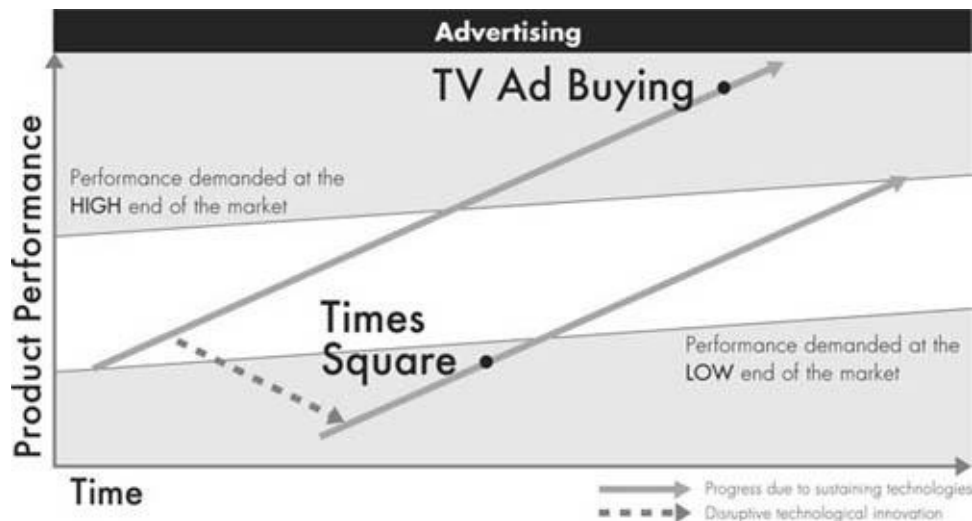 Advertising
TV Ad Buying
Product Performance
Performance demanded at the
HIGH end of the market
Times
Square
Performance demanded at the
LOW end of the market
Time
Progress due to sustaining technologies
Disruptive technological innovation